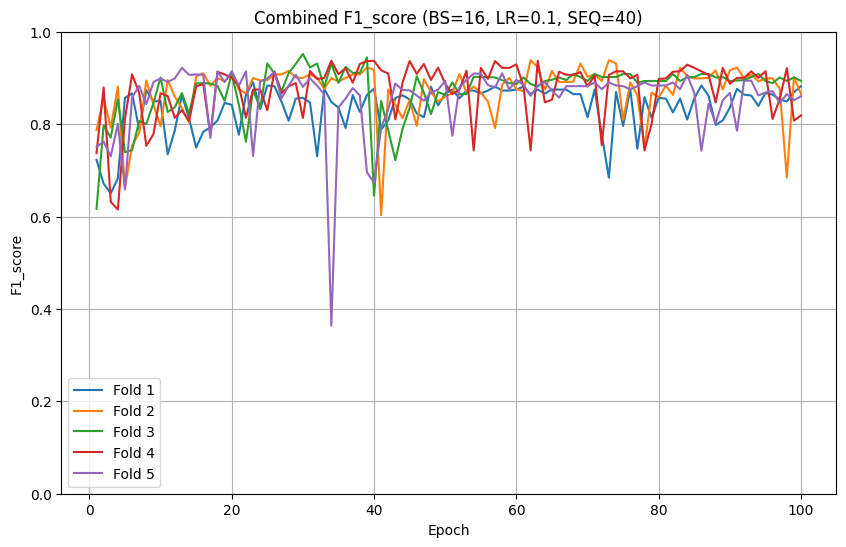 Combined F1_score (BS=16, LR=0.1, SEQ=40)
1.0
0.8
0.6
0.4
0.2
0.0
F1_score
Fold 1
Fold 2
Fold 3
Fold 4
Fold 5
0 20 40 60 80 100
Epoch